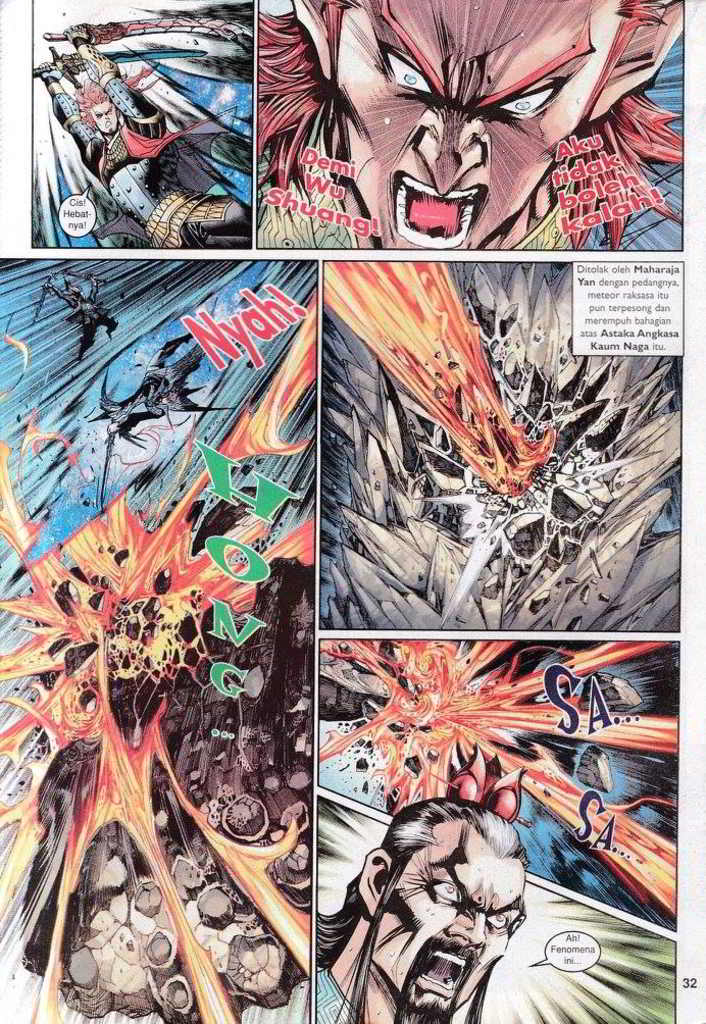 Cis!
Hebat-
nya!
Demi
Wu
Shuang!
Aku
tidak
boleh
kalah!
Nyah!
HONG...
Ditolak oleh Maharaja
Yan dengan pedangnya,
meteor raksasa itu
pun terpesong dan
merempuh bahagian
atas Astaka Angkasa
Kaum Naga itu.
SA...
SA...
Ah!
Fenomena
ini...
32